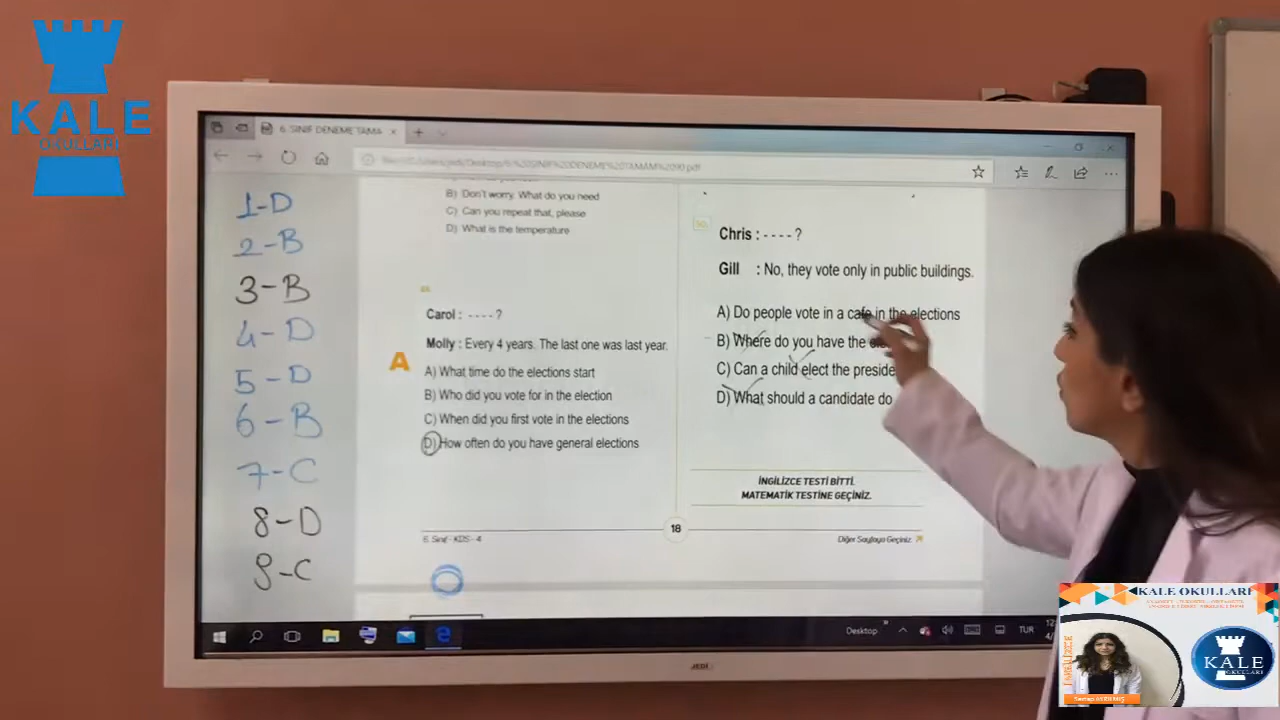 KALE
OKULLARI
6. SINIF DENEME TAMA
1-D
2-B
3-B
4-D
5-D
6-B
7-C
8-D
9-C
B) Don't worry. What do you need
C) Can you repeat that, please
D) What is the temperature
Carol : - - - - ?
Molly : Every 4 years. The last one was last year.
A
A) What time do the elections start
B) Who did you vote for in the election
C) When did you first vote in the elections
D) How often do you have general elections
Chris : - - - - ?
Gill : No, they vote only in public buildings.
A) Do people vote in a cafe in the elections
B) Where do you have the
C) Can a child elect the preside
D) What should a candidate do
İNGİLİZCE TESTİ BİTTİ.
MATEMATİK TESTİNE GEÇİNİZ.
6. Sınıf - KDS - 4
18
Diğer Sayfaya Geçiniz.
Desktop
TUR
JEDI
KALE OKULLARI
KALE
OKULLARI